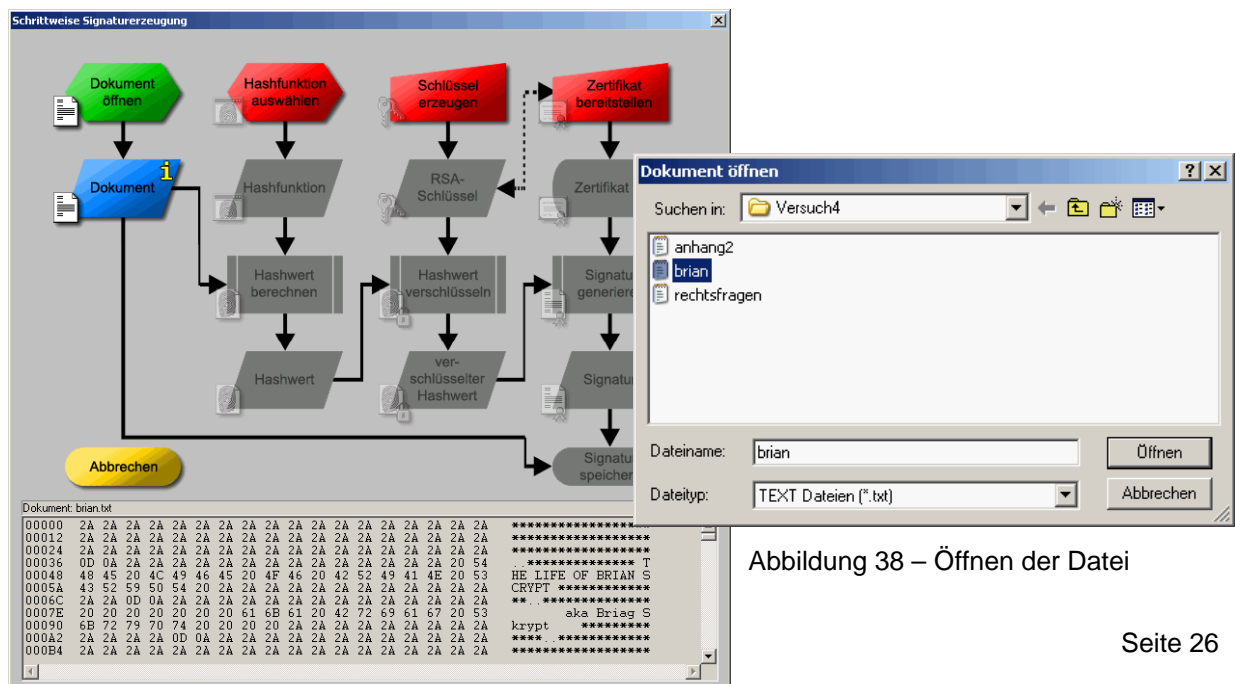 Schrittweise Signaturerzeugung
Dokument
öffnen
Hashfunktion
auswählen
Schlüssel
erzeugen
Zertifikat
bereitstellen
Dokument
i
Hashfunktion
RSA-
Schlüssel
Zertifikat
Hashwert
berechnen
Hashwert
verschlüsseln
Signatu
generiere
Hashwert
ver-
schlüsselter
Hashwert
Signatu
Abbrechen
Signatu
speicher
Dokument: brian.txt
00000 2A 2A 2A 2A 2A 2A 2A 2A 2A 2A 2A 2A 2A 2A 2A 2A 2A 2A ******************
00012 2A 2A 2A 2A 2A 2A 2A 2A 2A 2A 2A 2A 2A 2A 2A 2A 2A 2A ******************
00024 2A 2A 2A 2A 2A 2A 2A 2A 2A 2A 2A 2A 2A 2A 2A 2A 2A 2A ******************
00036 0D 0A 2A 2A 2A 2A 2A 2A 2A 2A 2A 2A 2A 2A 2A 2A 20 54 ..************** T
00048 48 45 20 4C 49 46 45 20 4F 46 20 42 52 49 41 4E 20 53 HE LIFE OF BRIAN S
0005A 43 52 59 50 54 20 2A 2A 2A 2A 2A 2A 2A 2A 2A 2A 2A 2A CRYPT ************
0006C 2A 2A 0D 0A 2A 2A 2A 2A 2A 2A 2A 2A 2A 2A 2A 2A 2A 2A **..**************
0007E 20 20 20 20 20 20 20 61 6B 61 20 42 72 69 61 67 20 53 aka Briag S
00090 6B 72 79 70 74 20 20 20 20 2A 2A 2A 2A 2A 2A 2A 2A 2A krypt *********
000A2 2A 2A 2A 2A 0D 0A 2A 2A 2A 2A 2A 2A 2A 2A 2A 2A 2A 2A ****..************
000B4 2A 2A 2A 2A 2A 2A 2A 2A 2A 2A 2A 2A 2A 2A 2A 2A 2A 2A ******************
Dokument öffnen
Suchen in: Versuch4
anhang2
brian
rechtsfragen
Dateiname: brian Öffnen
Dateityp: TEXT Dateien (*.txt) Abbrechen
Abbildung 38 – Öffnen der Datei
Seite 26